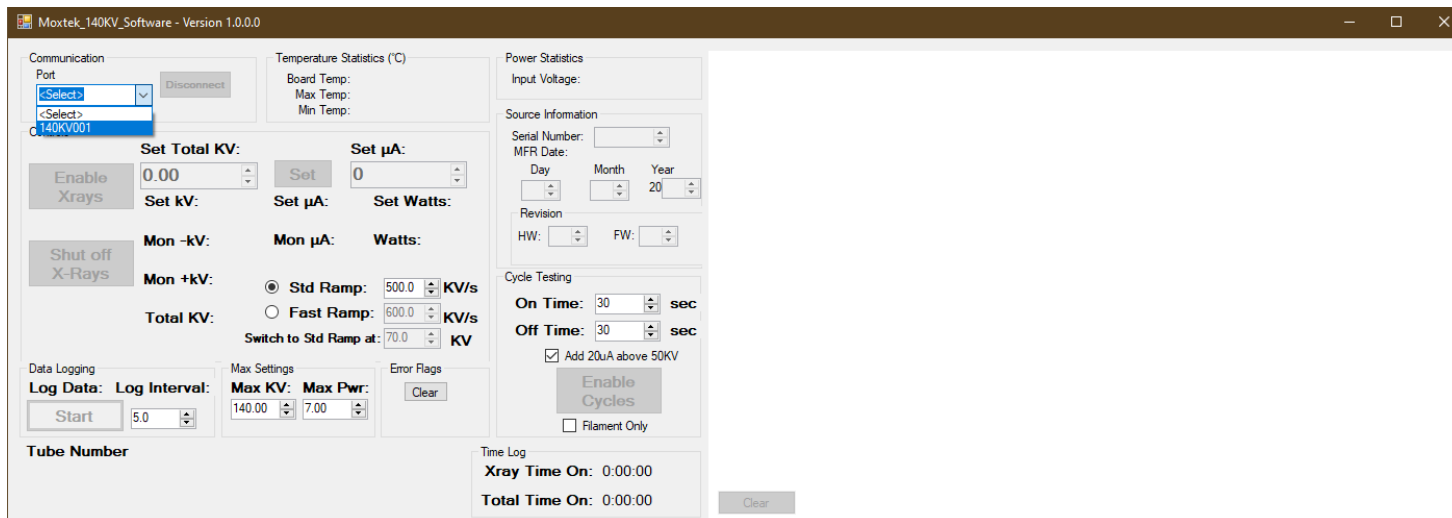 Moxtek_140KV_Software - Version 1.0.0.0
Communication
Port
<Select>
Disconnect
<Select>
140KV001
Temperature Statistics (°C)
Board Temp:
Max Temp:
Min Temp:
Power Statistics
Input Voltage:
Source Information
Serial Number:
MFR Date:
Day Month Year
20
Revision
HW: FW:
Set Total KV: Set µA:
Enable Xrays
0.00
Set
0
Set kV: Set µA: Set Watts:
Mon -kV: Mon µA: Watts:
Shut off X-Rays
Mon +kV:
Std Ramp: 500.0 KV/s
Total KV:
Fast Ramp: 600.0 KV/s
Switch to Std Ramp at: 70.0 KV
Cycle Testing
On Time: 30 sec
Off Time: 30 sec
Add 20uA above 50KV
Enable Cycles
Filament Only
Data Logging
Log Data: Log Interval:
Start 5.0
Max Settings
Max KV: Max Pwr:
140.00 7.00
Error Flags
Clear
Tube Number
Time Log
Xray Time On: 0:00:00
Total Time On: 0:00:00
Clear